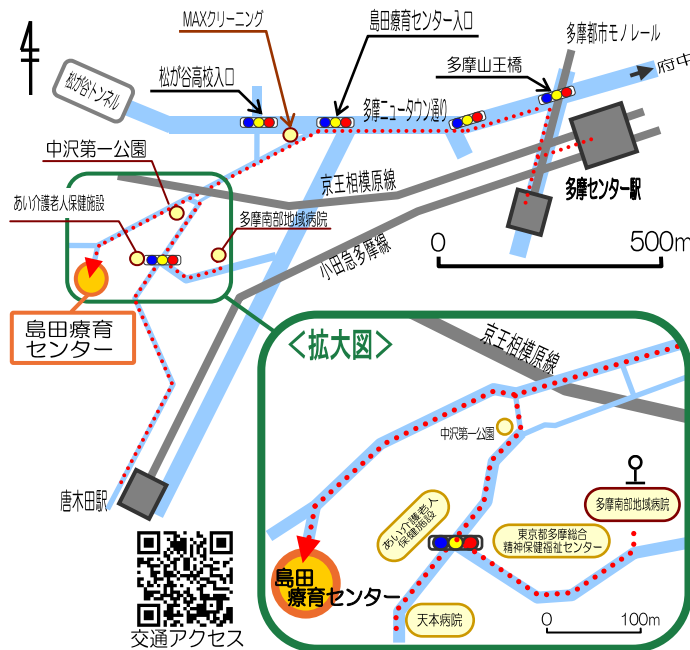 MAXクリーニング
島田療育センター入口
多摩都市モノレール
松が谷トンネル
松が谷高校入口
多摩ニュータウン通り
多摩山王橋
府中
中沢第一公園
京王相模原線
多摩センター駅
あい介護老人保健施設
多摩南部地域病院
小田急多摩線
0
500m
島田療育
センター
唐木田駅
交通アクセス
＜拡大図＞
京王相模原線
中沢第一公園
あい介護老人
保健施設
東京都多摩総合
精神保健福祉センター
多摩南部地域病院
島田
療育センター
天本病院
0
100m